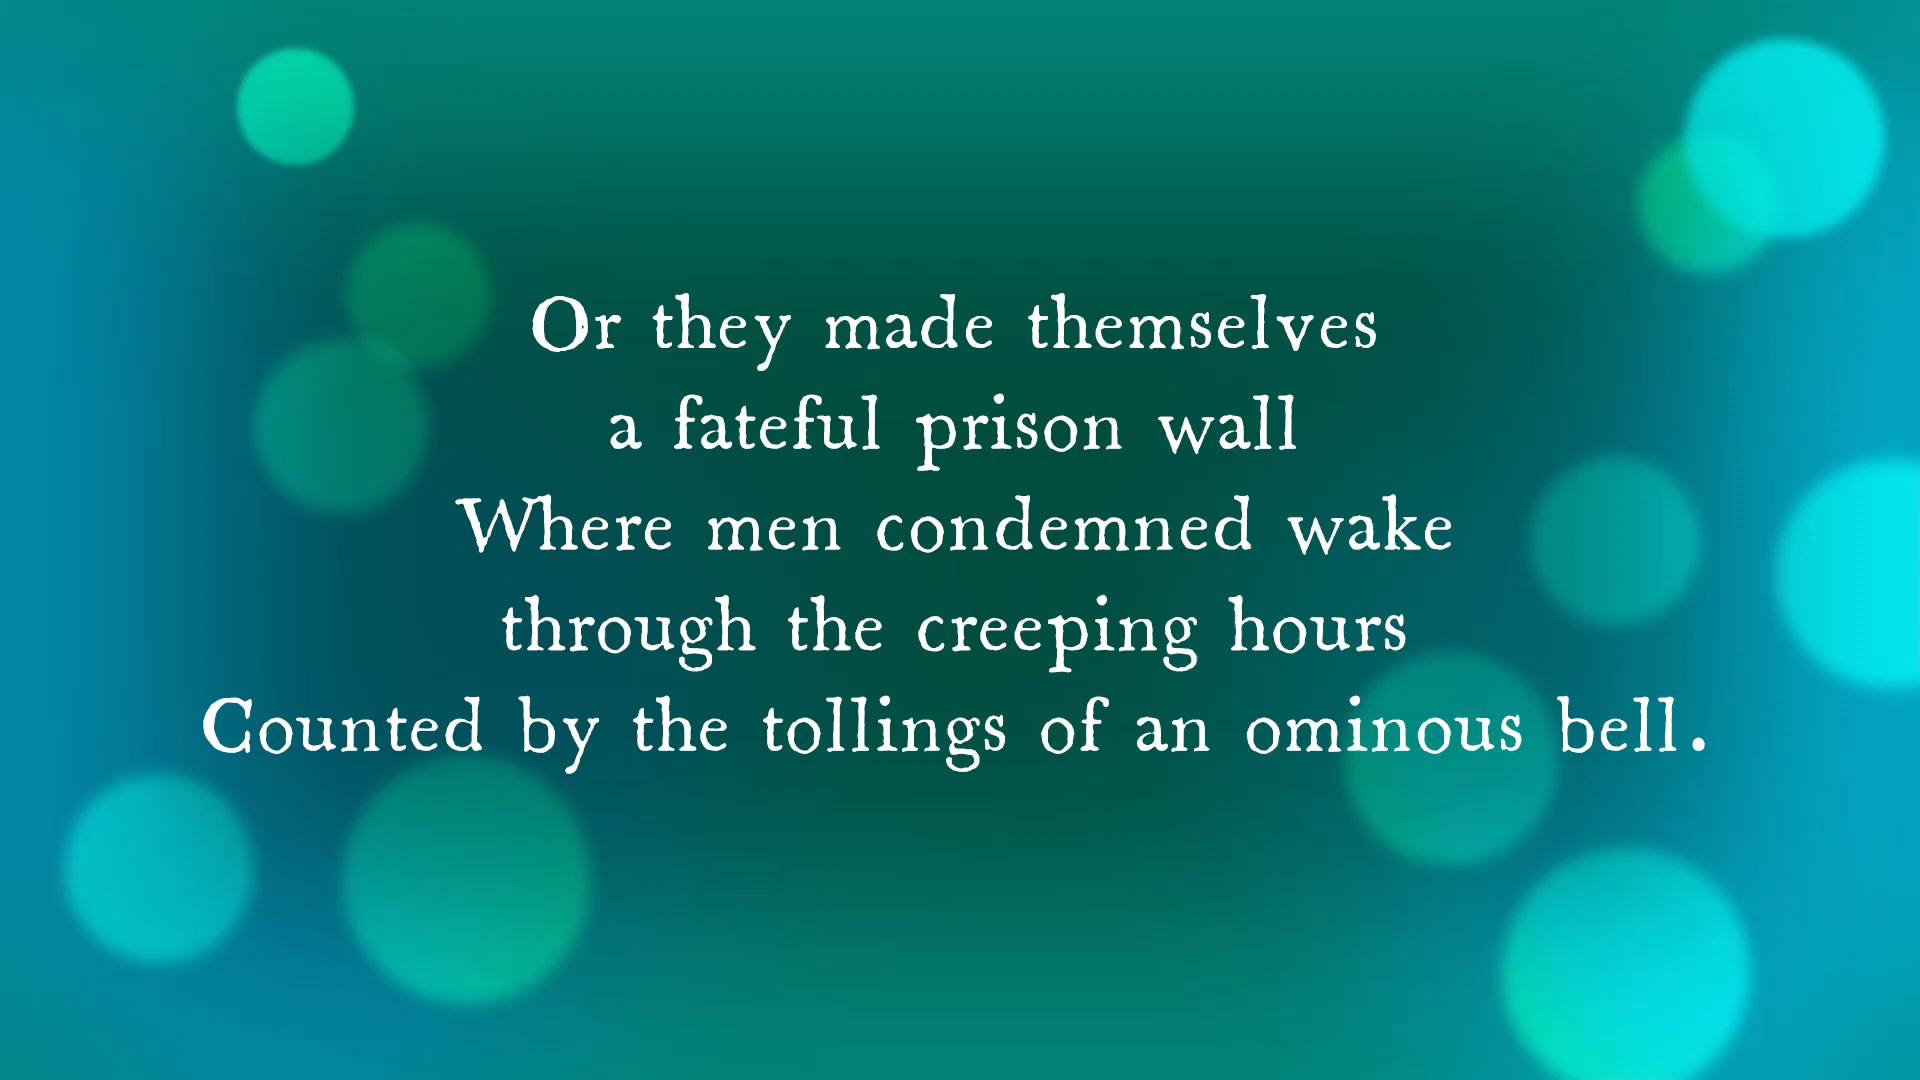 Or they made themselves
a fateful prison wall
Where men condemned wake
through the creeping hours
Counted by the tollings of an ominous bell.